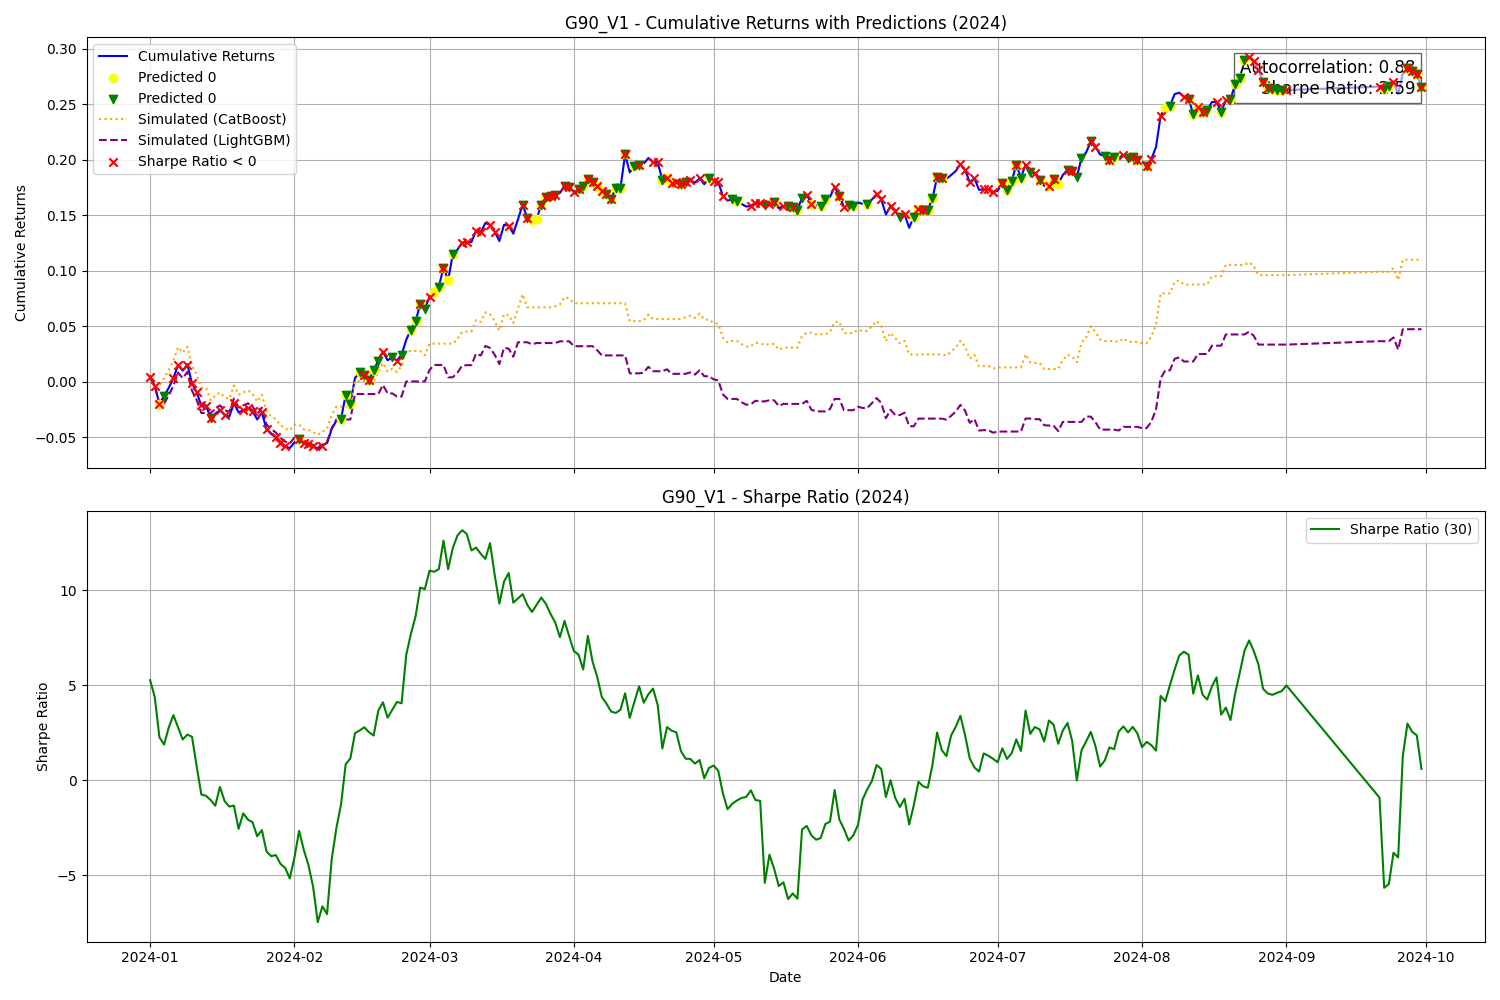 G90_V1 - Cumulative Returns with Predictions (2024)
Cumulative Returns
0.30
0.25
0.20
0.15
0.10
0.05
0.00
−0.05
Cumulative Returns
Predicted 0
Predicted 0
Simulated (CatBoost)
Simulated (LightGBM)
Sharpe Ratio < 0
Autocorrelation: 0.88
Sharpe Ratio: 2.59
G90_V1 - Sharpe Ratio (2024)
Sharpe Ratio
10
5
0
−5
Sharpe Ratio (30)
2024-01
2024-02
2024-03
2024-04
2024-05
2024-06
2024-07
2024-08
2024-09
2024-10
Date